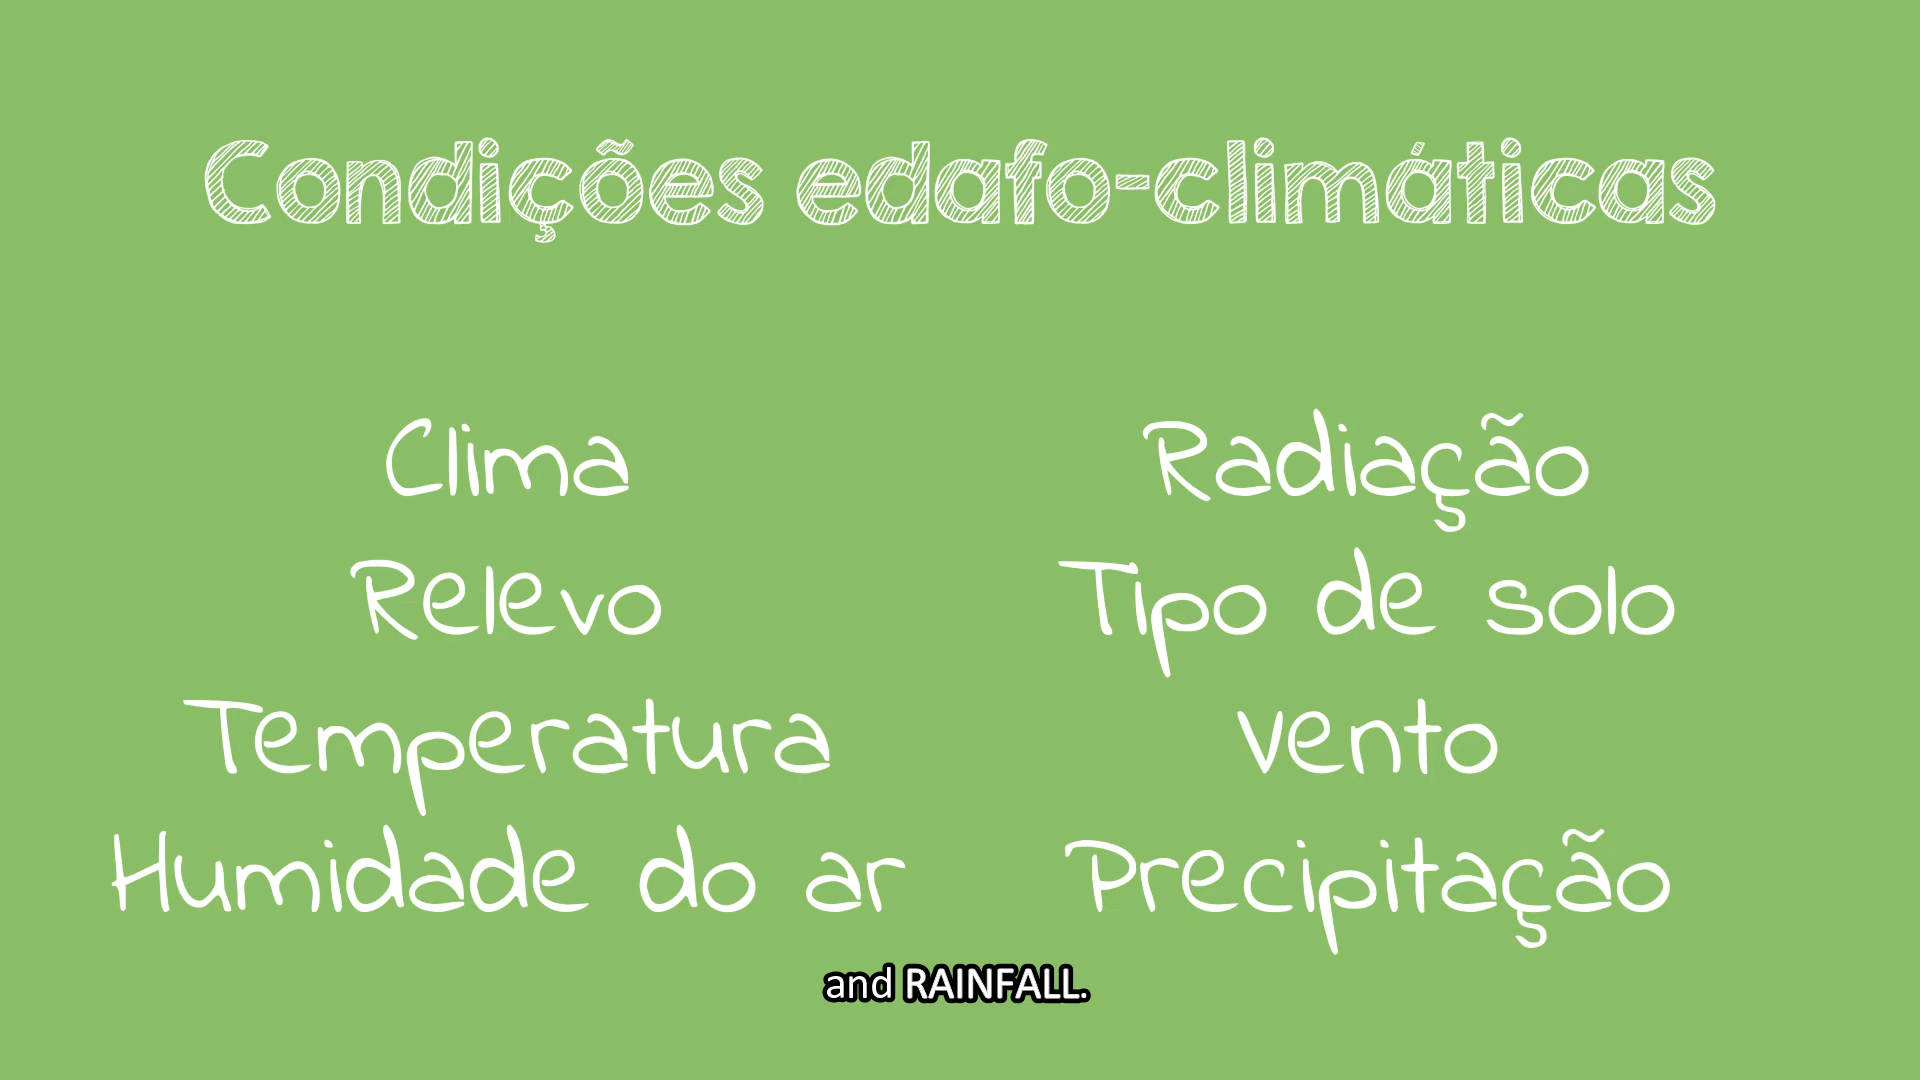 Condições edafo-climáticas
Clima
Relevo
Temperatura
Humidade do ar
Radiação
Tipo de solo
Vento
Precipitação
and RAINFALL.